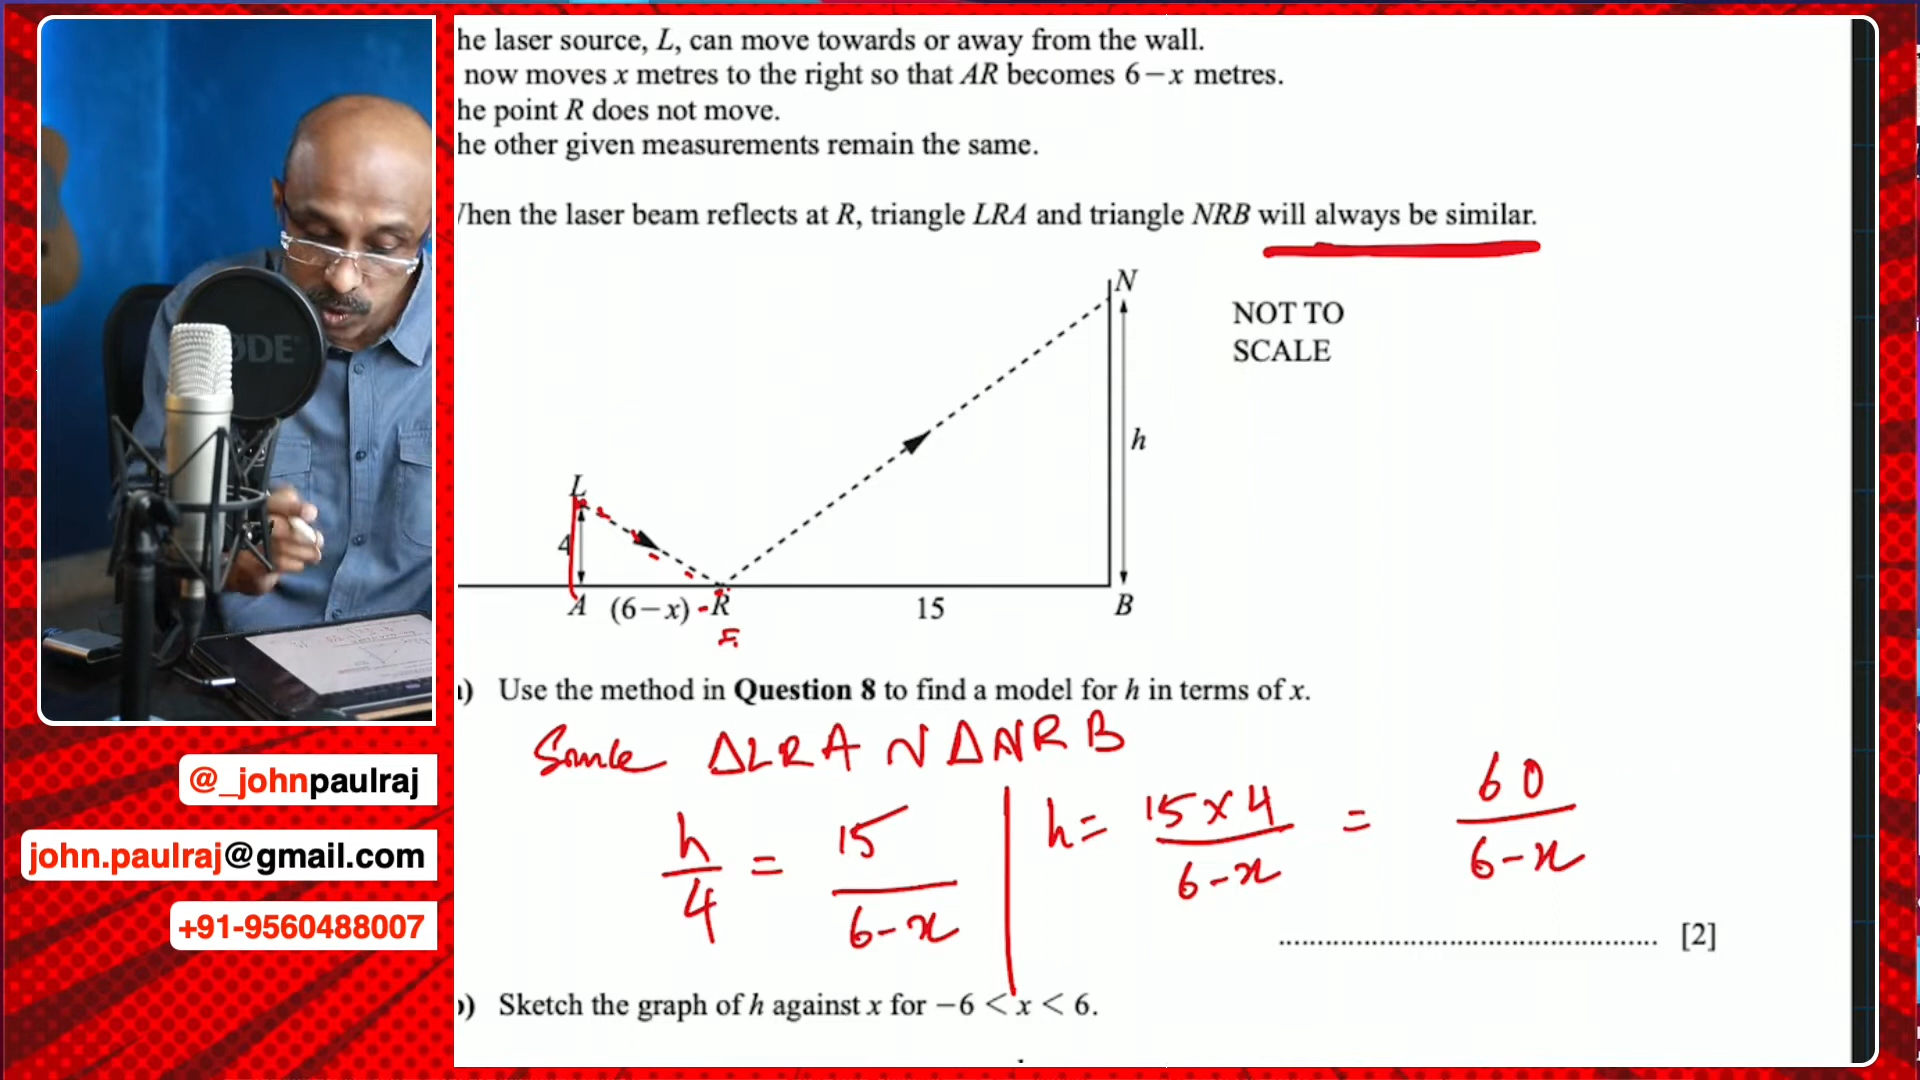 he laser source, L, can move towards or away from the wall.
now moves x metres to the right so that AR becomes 6−x metres.
he point R does not move.
he other given measurements remain the same.
hen the laser beam reflects at R, triangle LRA and triangle NRB will always be similar.
N
NOT TO
SCALE
h
L
4
A (6−x) R 15 B
) Use the method in Question 8 to find a model for h in terms of x.
ΔLRA ~ ΔNRB
h/4 = 15/6-x
h = 15×4/6-x = 60/6-x
[2]
) Sketch the graph of h against x for −6 < x < 6.
RØDE
@_johnpaulraj
john.paulraj@gmail.com
+91-9560488007